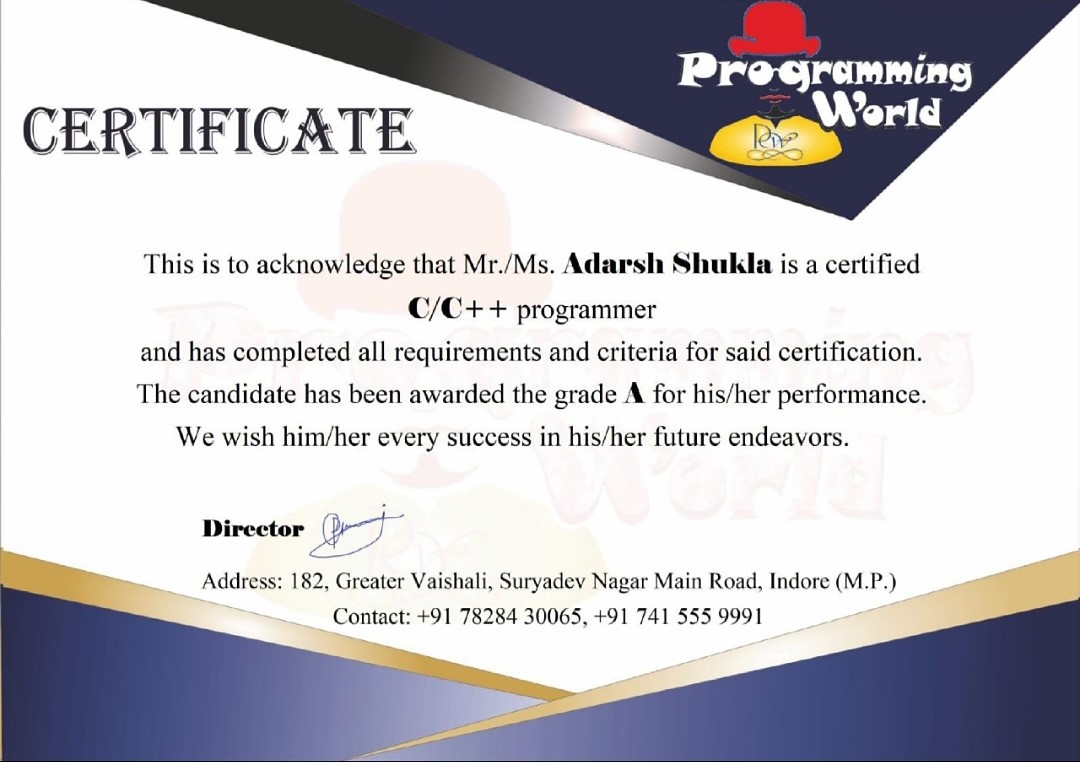 CERTIFICATE
Programming
World
PW
This is to acknowledge that Mr./Ms. Adarsh Shukla is a certified
C/C++ programmer
and has completed all requirements and criteria for said certification.
The candidate has been awarded the grade A for his/her performance.
We wish him/her every success in his/her future endeavors.
Director
Address: 182, Greater Vaishali, Suryadev Nagar Main Road, Indore (M.P.)
Contact: +91 78284 30065, +91 741 555 9991